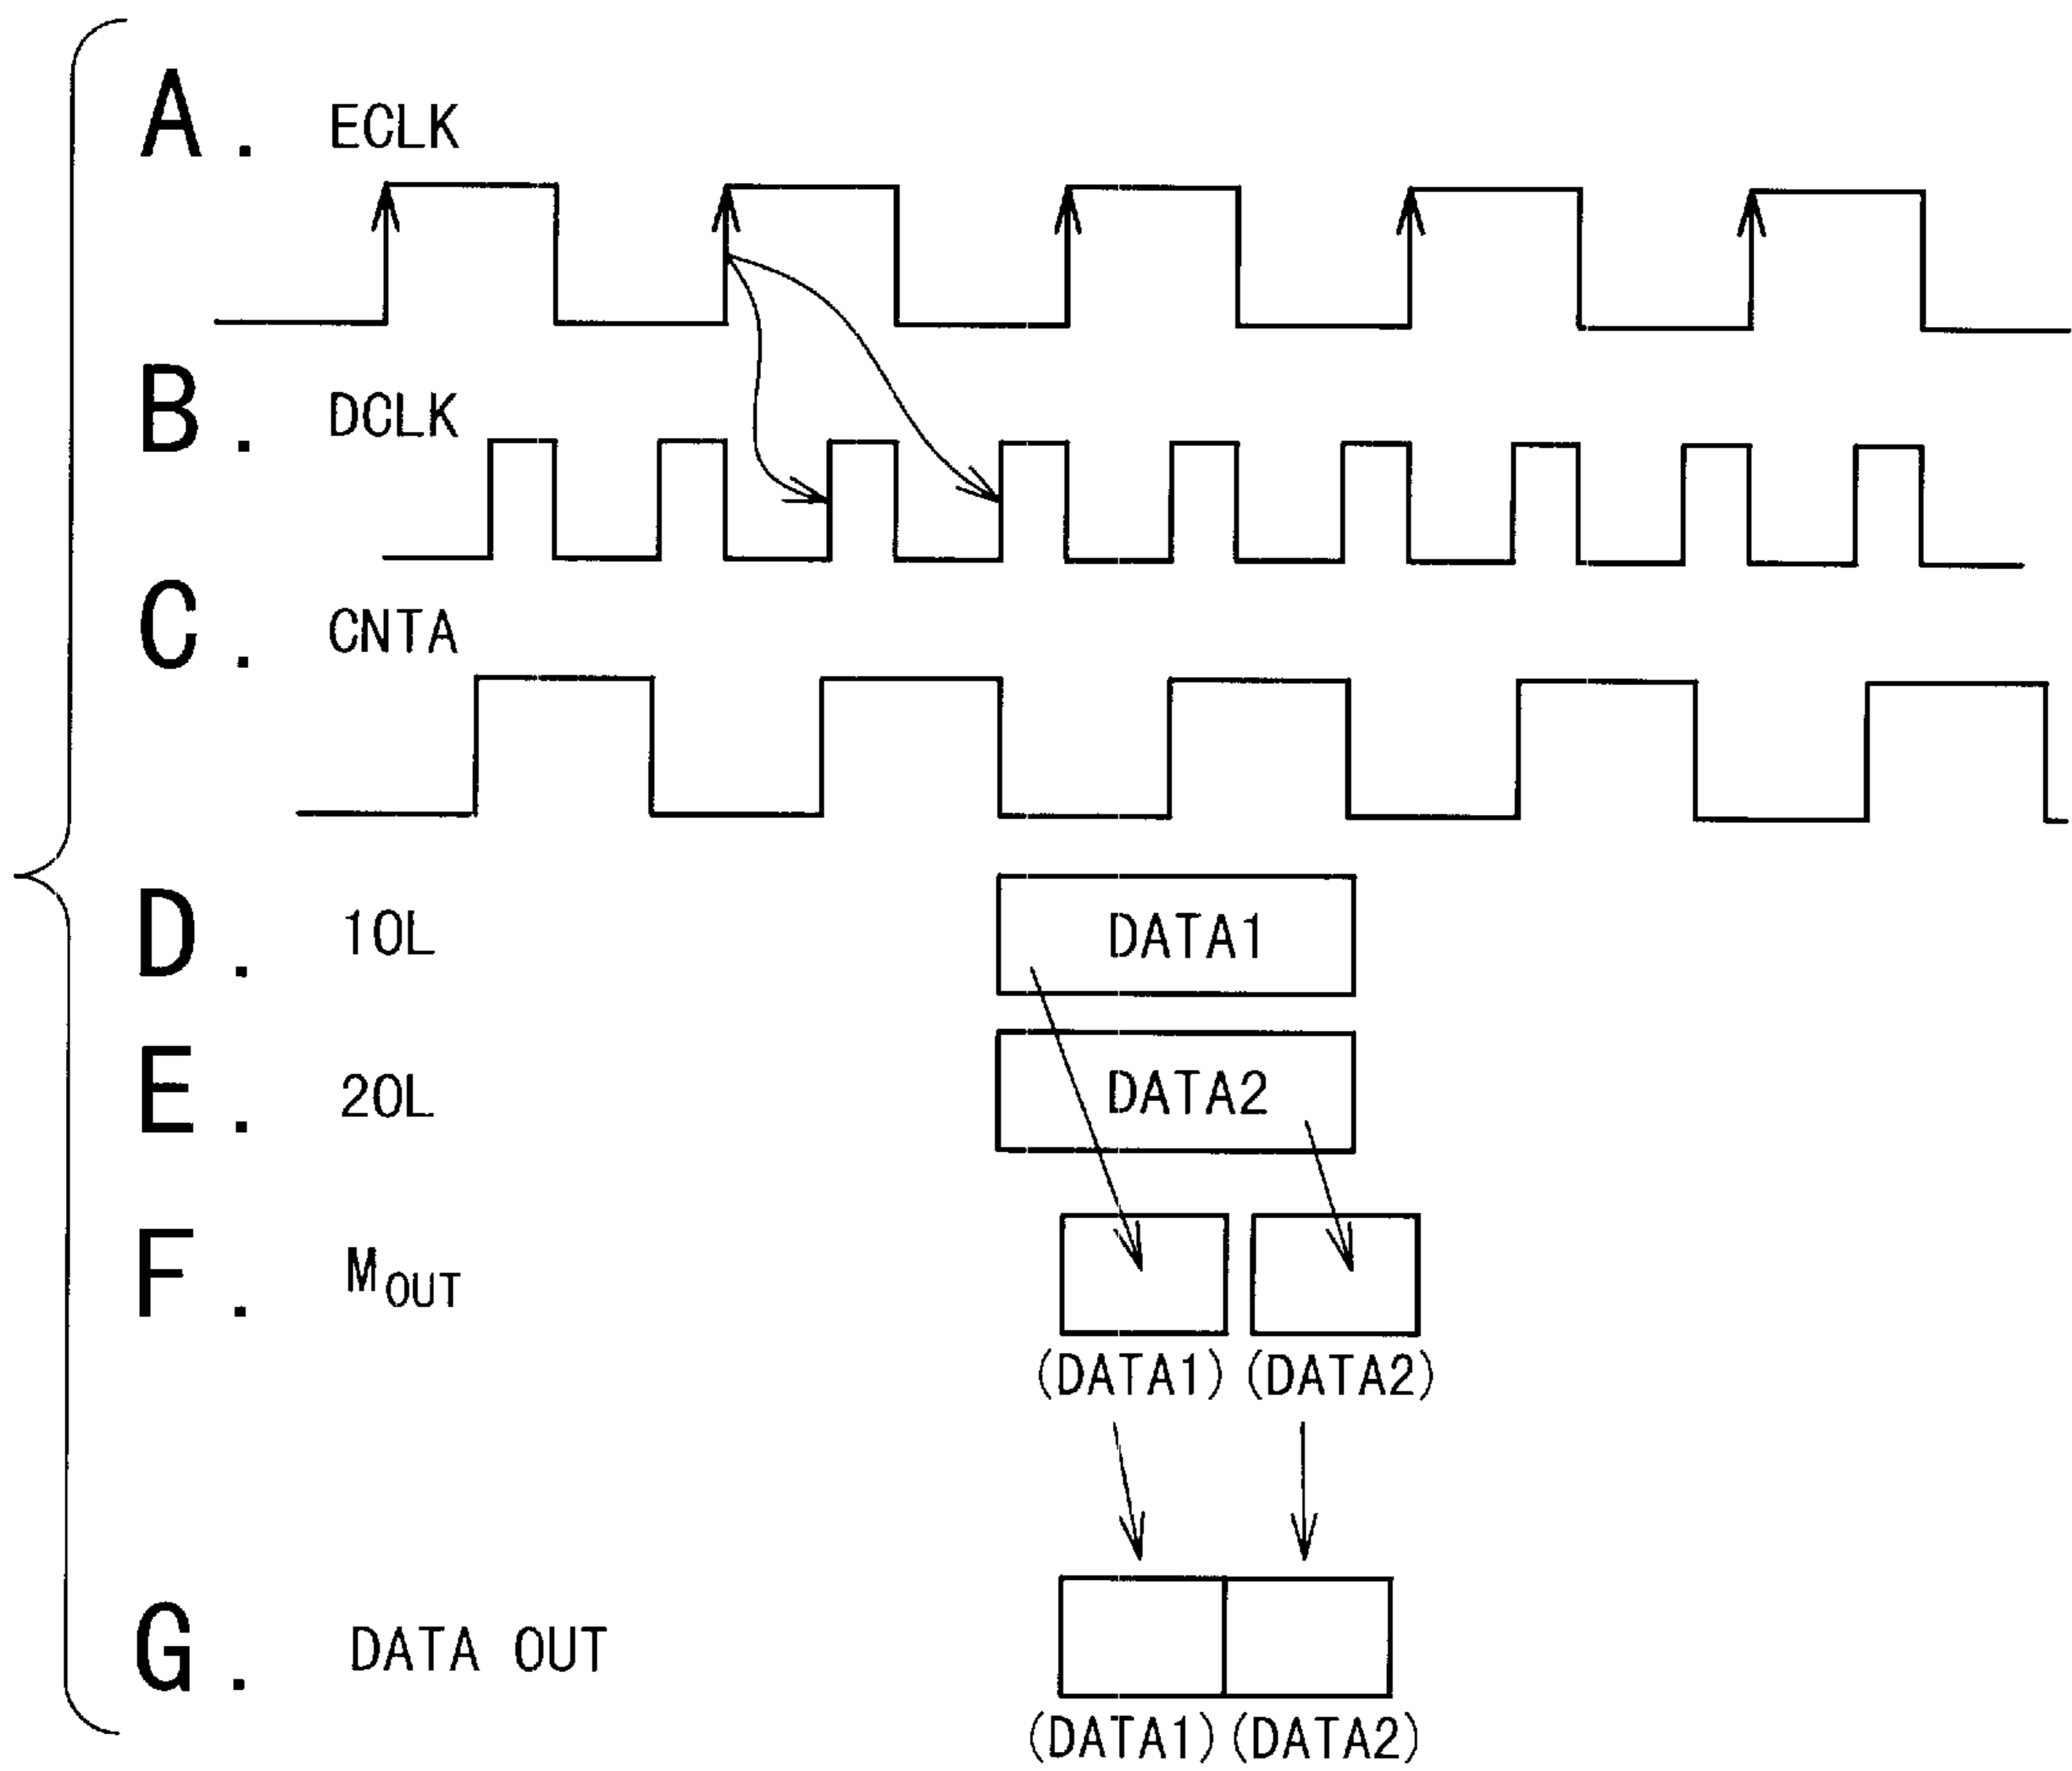 A. ECLK
B. DCLK
C. CNTA
D. 10L DATA1
E. 20L DATA2
F. MOUT
(DATA1) (DATA2)
G. DATA OUT
(DATA1) (DATA2)